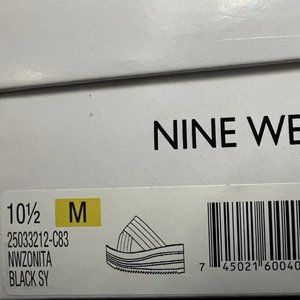 NINE WE
10½ M
25033212-C83
NWZONITA
BLACK SY
7 45021 60040